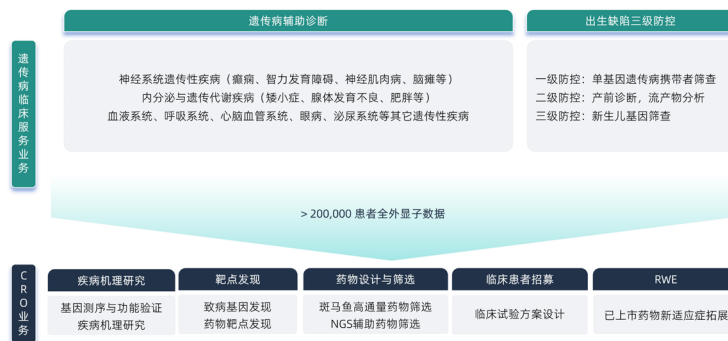 遗传病辅助诊断
出生缺陷三级防控
遗传病临床服务业务
神经系统遗传性疾病（癫痫、智力发育障碍、神经肌肉病、脑瘫等）
内分泌与遗传代谢疾病（矮小症、腺体发育不良、肥胖等）
血液系统、呼吸系统、心脑血管系统、眼病、泌尿系统等其它遗传性疾病
一级防控：单基因遗传病携带者筛查
二级防控：产前诊断，流产物分析
三级防控：新生儿基因筛查
> 200,000 患者全外显子数据
CRO业务
疾病机理研究
基因测序与功能验证
疾病机理研究
靶点发现
致病基因发现
药物靶点发现
药物设计与筛选
斑马鱼高通量药物筛选
NGS辅助药物筛选
临床患者招募
临床试验方案设计
RWE
已上市药物新适应症拓展